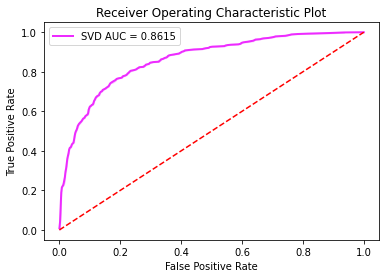 Receiver Operating Characteristic Plot
SVD AUC = 0.8615
True Positive Rate
1.0
0.8
0.6
0.4
0.2
0.0
0.0 0.2 0.4 0.6 0.8 1.0
False Positive Rate